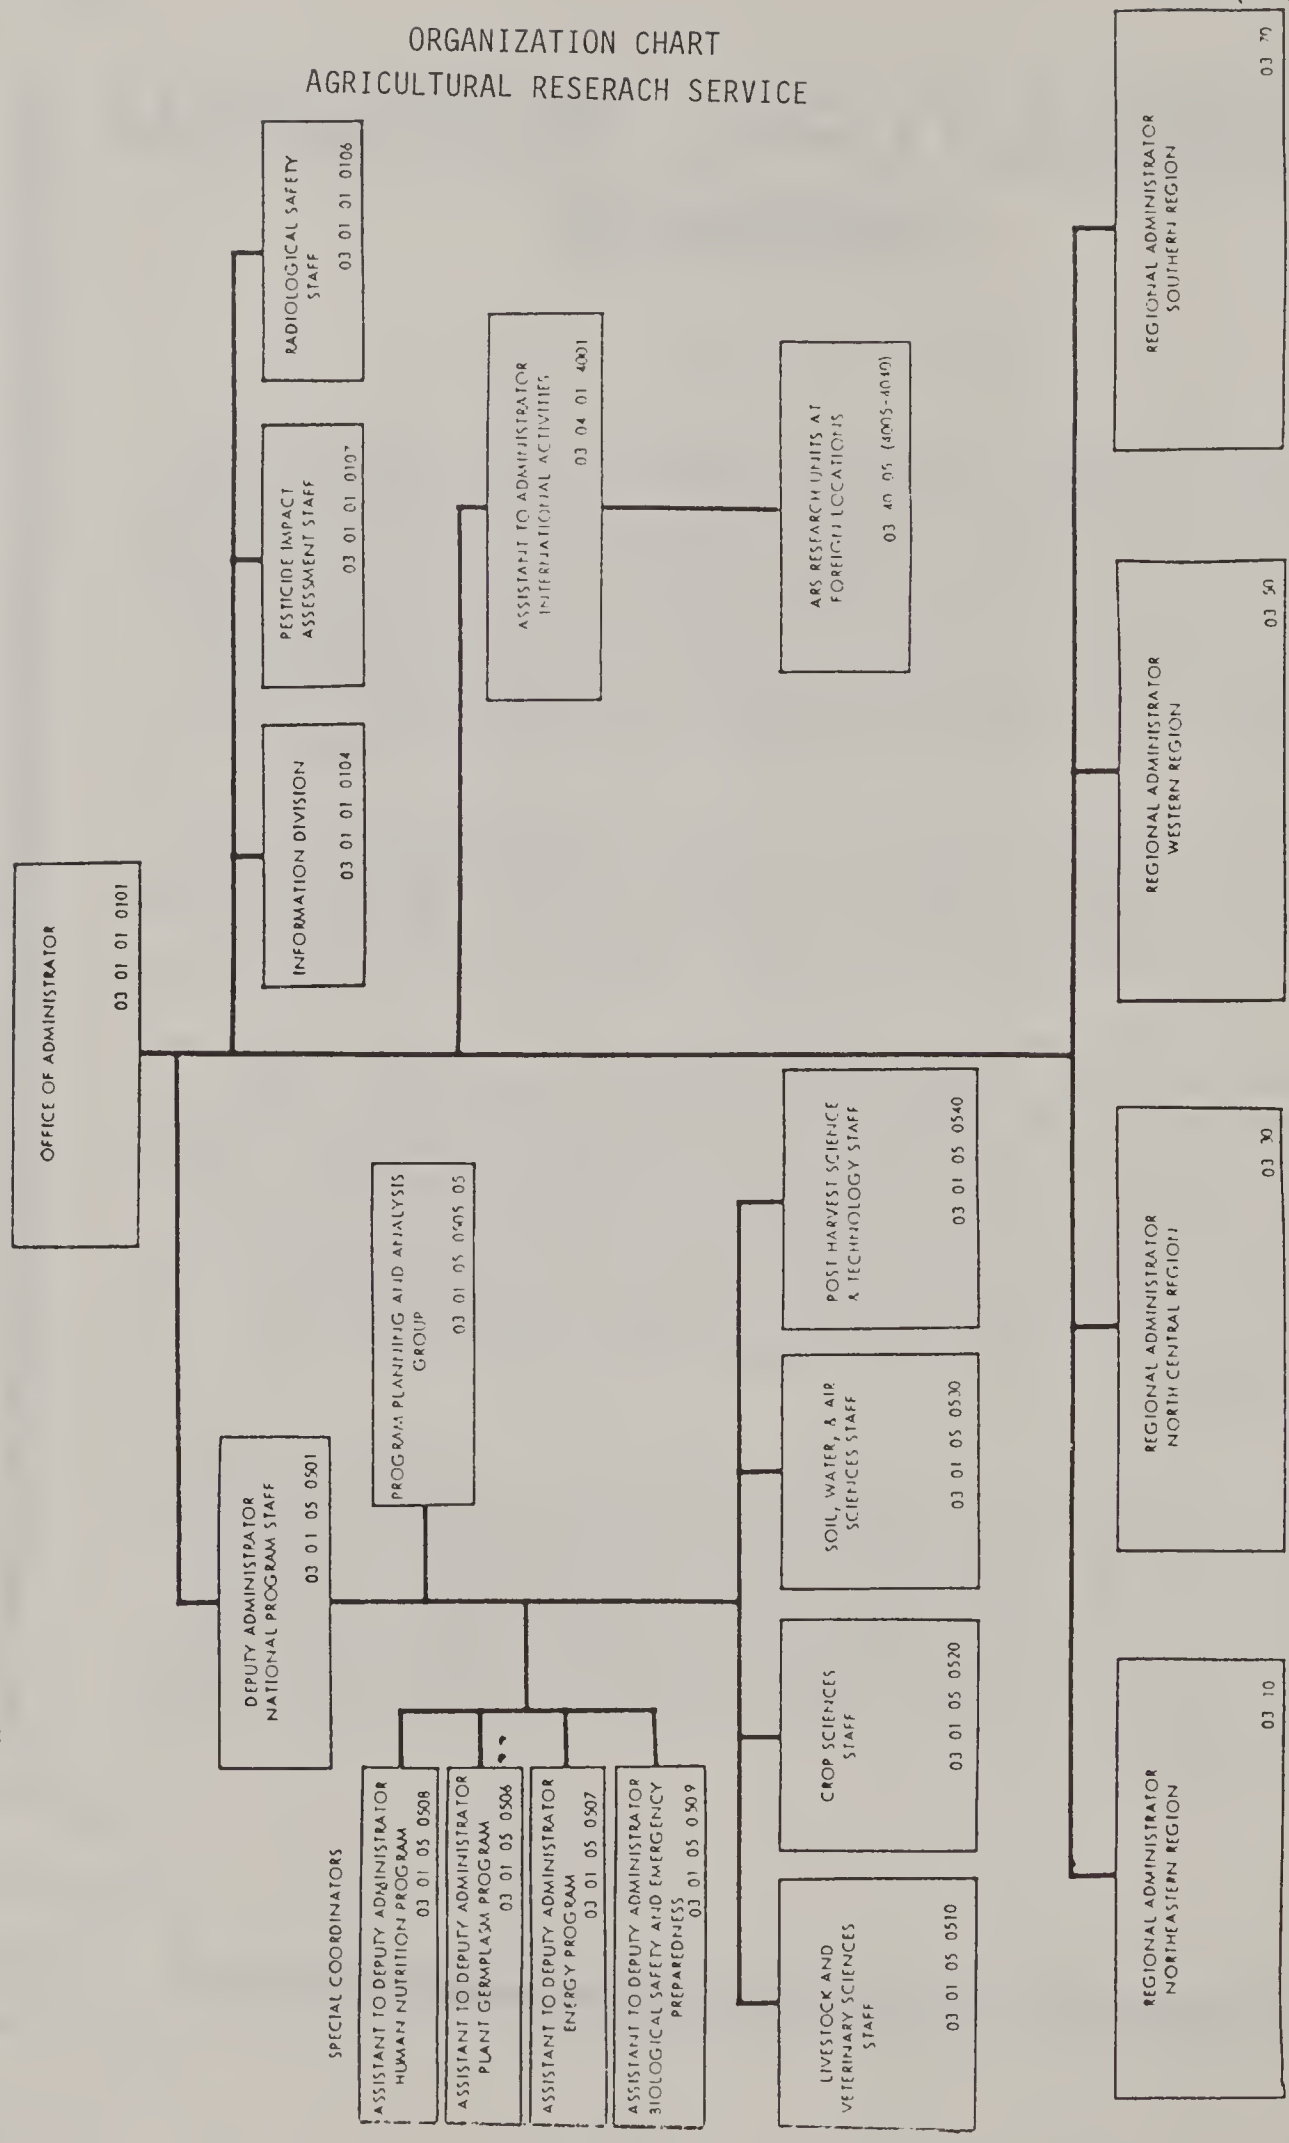 ORGANIZATION CHART
AGRICULTURAL RESERACH SERVICE
OFFICE OF ADMINISTRATOR
03 01 01 0101
INFORMATION DIVISION
03 01 01 0104
PESTICIDE IMPACT
ASSESSMENT STAFF
03 01 01 0107
RADIOLOGICAL SAFETY
STAFF
03 01 01 0106
DEPUTY ADMINISTRATOR
NATIONAL PROGRAM STAFF
03 01 05 0501
PROGRAM PLANNING AND ANALYSIS
GROUP
03 01 05 0505 05
ASSISTANT TO ADMINISTRATOR
INTERNATIONAL ACTIVITIES
03 04 01 4001
SPECIAL COORDINATORS
ASSISTANT TO DEPUTY ADMINISTRATOR
HUMAN NUTRITION PROGRAM
03 01 05 0508
ASSISTANT TO DEPUTY ADMINISTRATOR
PLANT GERMPLASM PROGRAM
03 01 05 0506
ASSISTANT TO DEPUTY ADMINISTRATOR
ENERGY PROGRAM
03 01 05 0507
ASSISTANT TO DEPUTY ADMINISTRATOR
BIOLOGICAL SAFETY AND EMERGENCY
PREPAREDNESS
03 01 05 0509
LIVESTOCK AND
VETERINARY SCIENCES
STAFF
03 01 05 0510
CROP SCIENCES
STAFF
03 01 05 0520
SOIL, WATER, & AIR
SCIENCES STAFF
03 01 05 0530
POST HARVEST SCIENCE
& TECHNOLOGY STAFF
03 01 05 0540
ARS RESEARCH UNITS AT
FOREIGN LOCATIONS
03 40 05 (4005-4040)
REGIONAL ADMINISTRATOR
NORTHEASTERN REGION
03 10
REGIONAL ADMINISTRATOR
NORTH CENTRAL REGION
03 30
REGIONAL ADMINISTRATOR
WESTERN REGION
03 50
REGIONAL ADMINISTRATOR
SOUTHERN REGION
03 70